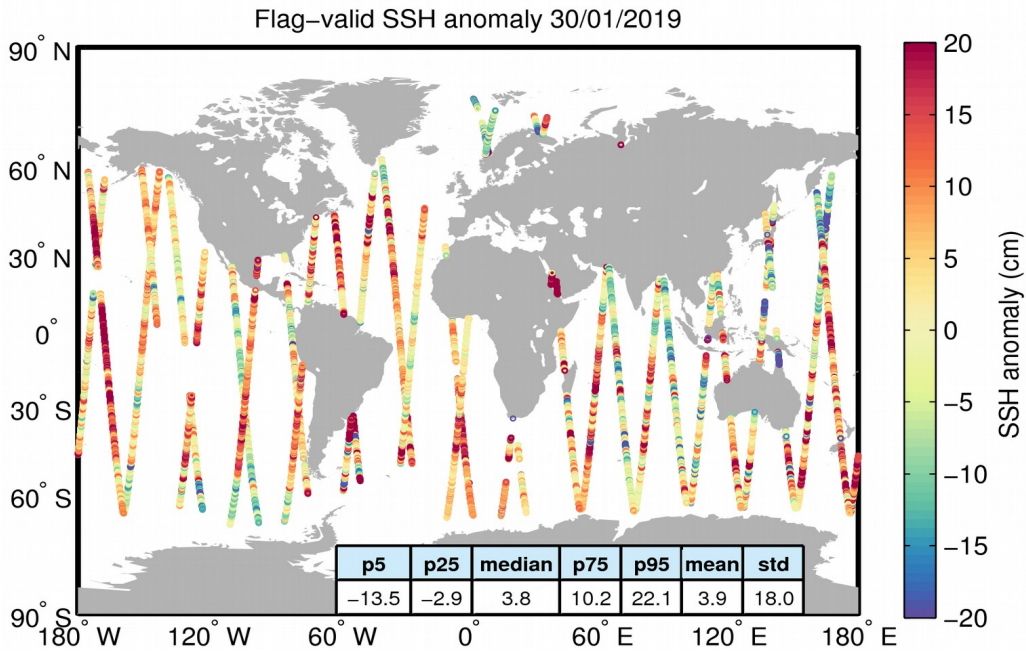 Flag−valid SSH anomaly 30/01/2019
90° N
60° N
30° N
0°
30° S
60° S
90° S
180° W
120° W
60° W
0°
60° E
120° E
180° E
p5 p25 median p75 p95 mean std
−13.5 −2.9 3.8 10.2 22.1 3.9 18.0
20
15
10
5
0
−5
−10
−15
−20
SSH anomaly (cm)